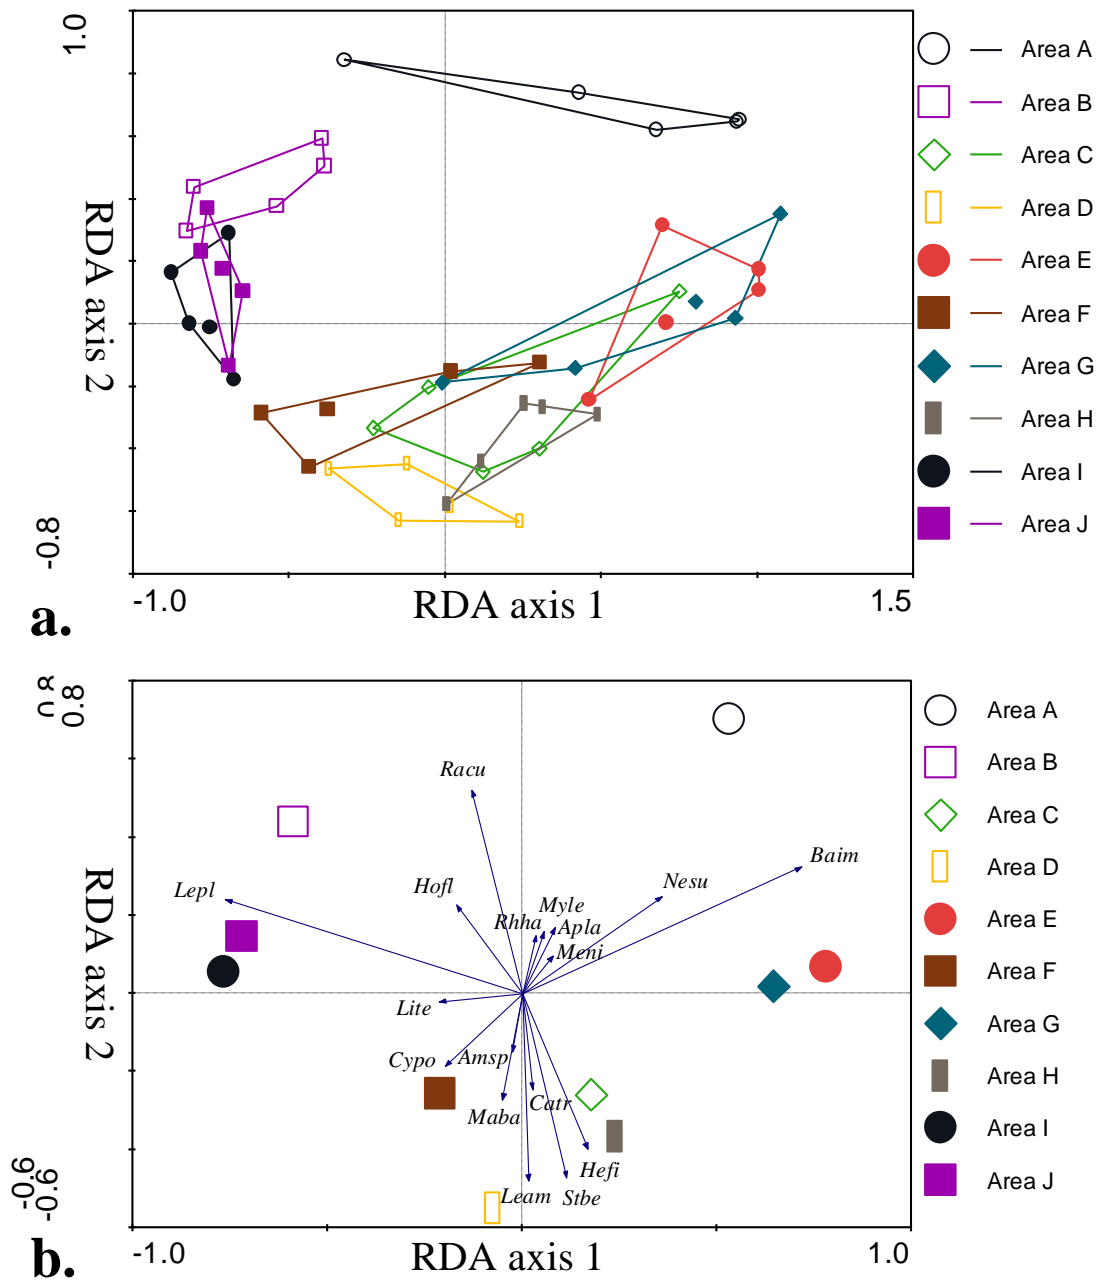 1.0
RDA axis 2
-0.8
-1.0
RDA axis 1
1.5
a.
Area A
Area B
Area C
Area D
Area E
Area F
Area G
Area H
Area I
Area J
0.8
RDA axis 2
-0.6
-0.6
-1.0
RDA axis 1
1.0
b.
Racu
Baim
Nesu
Lepl
Hofl
Myle
Rhha
Apla
Meni
Lite
Cypo
Amsp
Maba
Catr
Hefi
Leam
Stbe
Area A
Area B
Area C
Area D
Area E
Area F
Area G
Area H
Area I
Area J